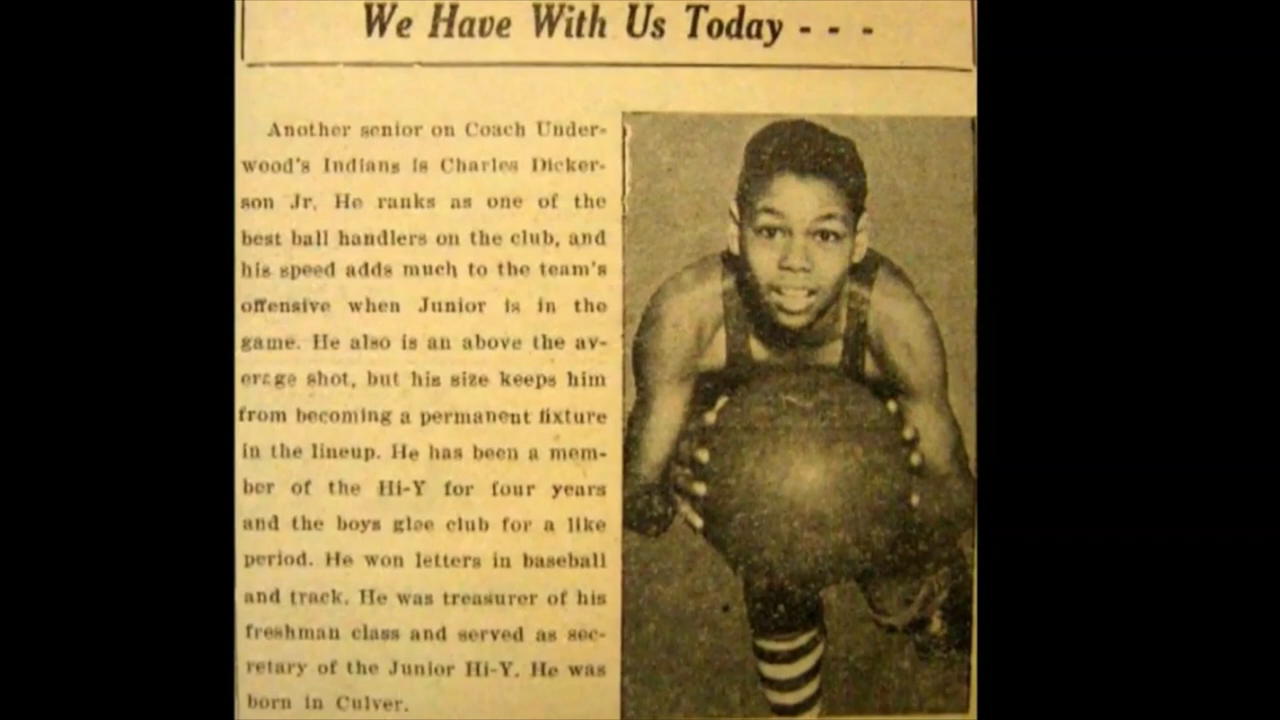 We Have With Us Today - - -
Another senior on Coach Under-
wood's Indians is Charles Dicker-
son Jr. He ranks as one of the
best ball handlers on the club, and
his speed adds much to the team's
offensive when Junior is in the
game. He also is an above the av-
erage shot, but his size keeps him
from becoming a permanent fixture
in the lineup. He has been a mem-
ber of the Hi-Y for four years
and the boys glee club for a like
period. He won letters in baseball
and track. He was treasurer of his
freshman class and served as sec-
retary of the Junior Hi-Y. He was
born in Culver.